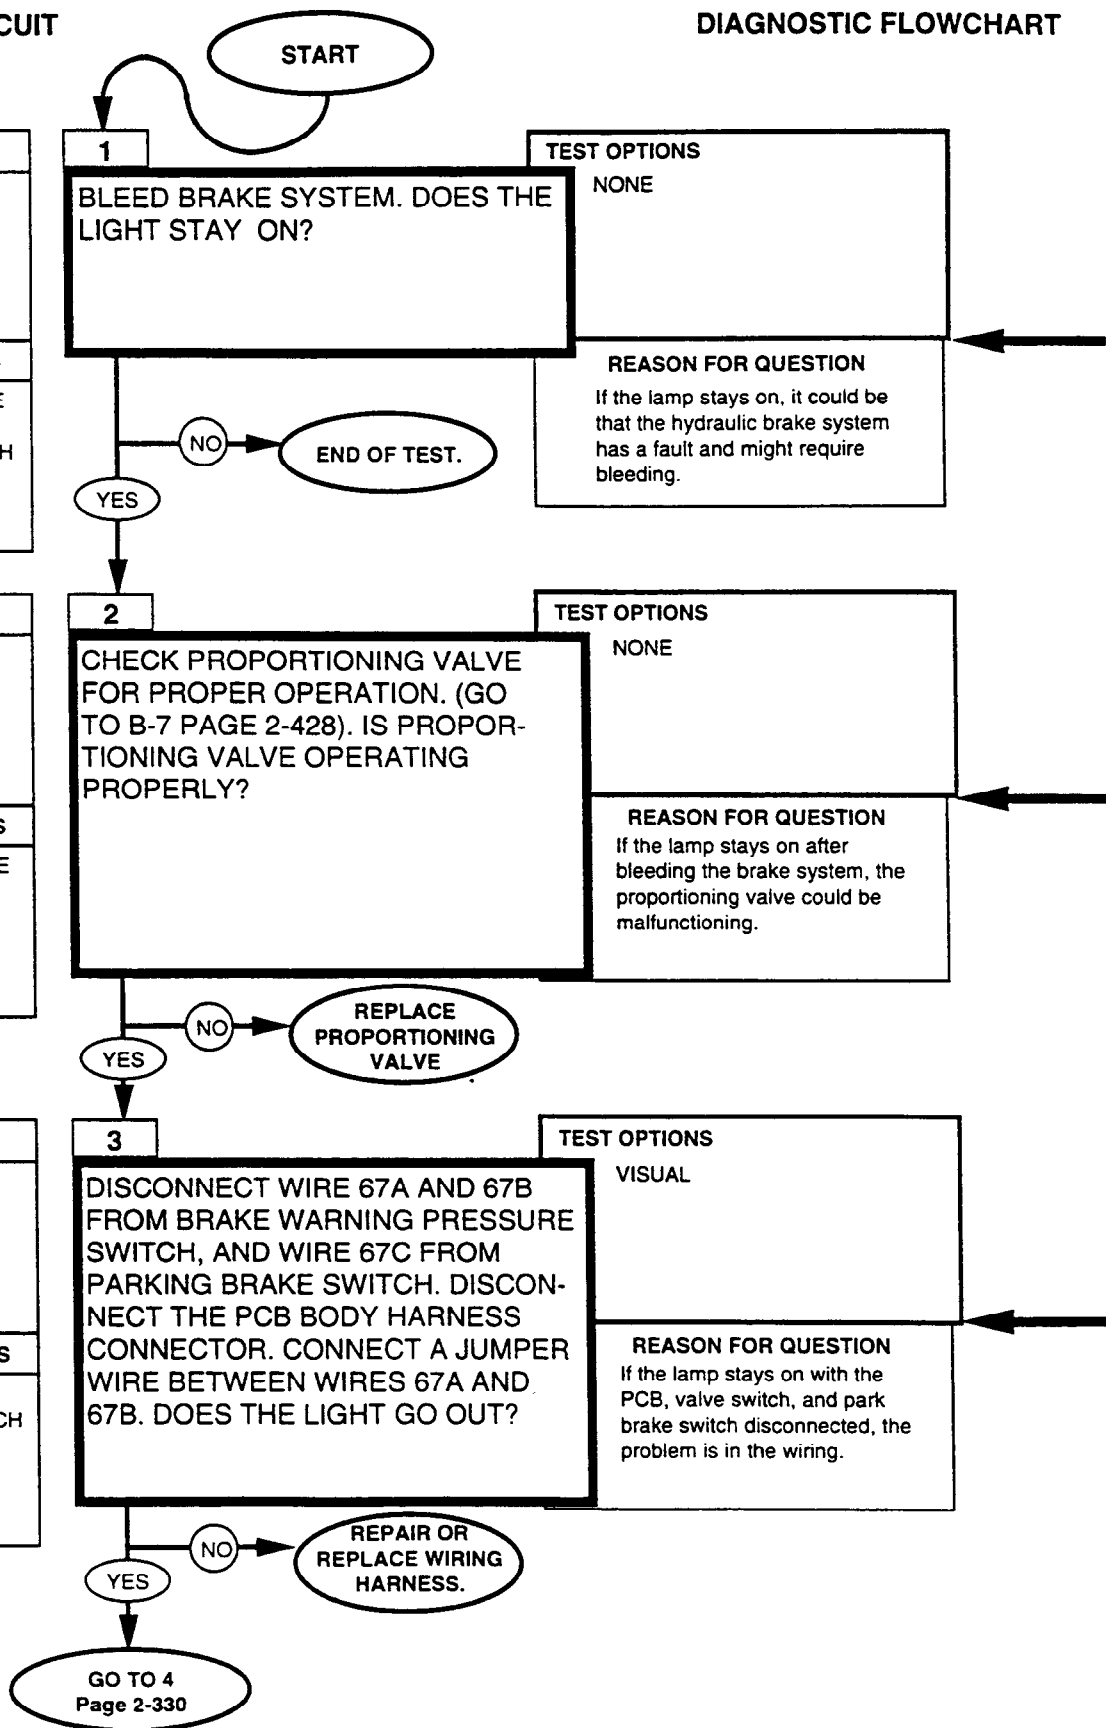 CUIT
DIAGNOSTIC FLOWCHART
START
1
BLEED BRAKE SYSTEM. DOES THE
LIGHT STAY ON?
TEST OPTIONS
NONE
REASON FOR QUESTION
If the lamp stays on, it could be
that the hydraulic brake system
has a fault and might require
bleeding.
NO
END OF TEST.
YES
E
H
2
CHECK PROPORTIONING VALVE
FOR PROPER OPERATION. (GO
TO B-7 PAGE 2-428). IS PROPOR-
TIONING VALVE OPERATING
PROPERLY?
TEST OPTIONS
NONE
REASON FOR QUESTION
If the lamp stays on after
bleeding the brake system, the
proportioning valve could be
malfunctioning.
S
E
NO
REPLACE
PROPORTIONING
VALVE
YES
3
DISCONNECT WIRE 67A AND 67B
FROM BRAKE WARNING PRESSURE
SWITCH, AND WIRE 67C FROM
PARKING BRAKE SWITCH. DISCON-
NECT THE PCB BODY HARNESS
CONNECTOR. CONNECT A JUMPER
WIRE BETWEEN WIRES 67A AND
67B. DOES THE LIGHT GO OUT?
TEST OPTIONS
VISUAL
REASON FOR QUESTION
If the lamp stays on with the
PCB, valve switch, and park
brake switch disconnected, the
problem is in the wiring.
S
CH
NO
REPAIR OR
REPLACE WIRING
HARNESS.
YES
GO TO 4
Page 2-330